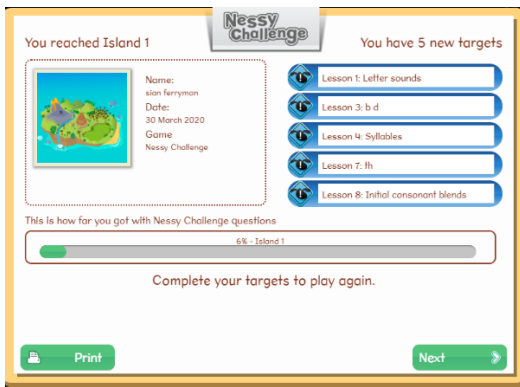 Nessy
Challenge
You reached Island 1
You have 5 new targets
Name:
sian ferryman
Date:
30 March 2020
Game
Nessy Challenge
Lesson 1: Letter sounds
Lesson 3: b d
Lesson 4: Syllables
Lesson 7: th
Lesson 8: Initial consonant blends
This is how far you got with Nessy Challenge questions
6% - Island 1
Complete your targets to play again.
Print
Next